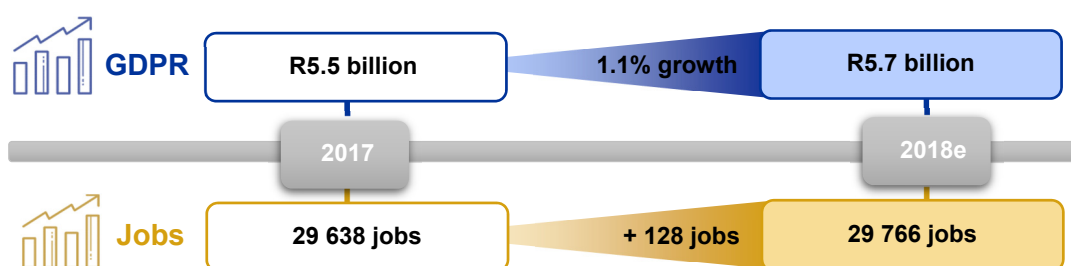 GDPR
R5.5 billion
1.1% growth
R5.7 billion
2017
2018e
Jobs
29 638 jobs
+ 128 jobs
29 766 jobs